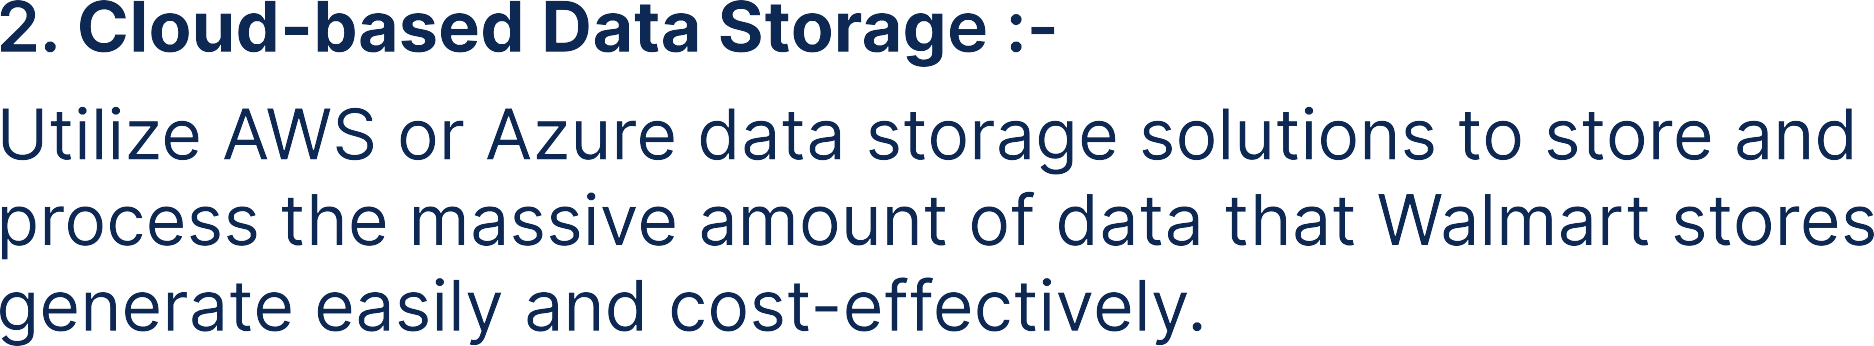 2. Cloud-based Data Storage :-
Utilize AWS or Azure data storage solutions to store and
process the massive amount of data that Walmart stores
generate easily and cost-effectively.